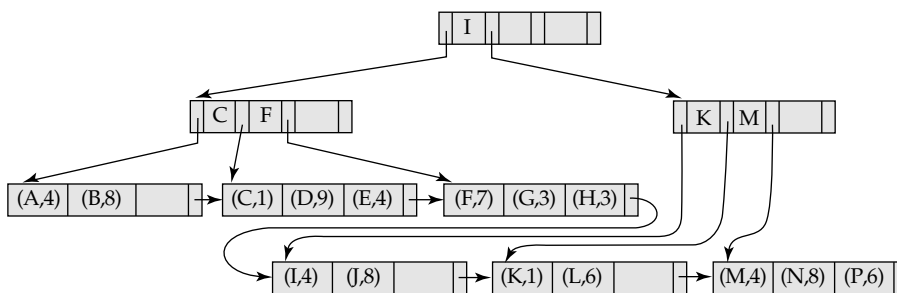 I
C F
K M
(A,4) (B,8)
(C,1) (D,9) (E,4)
(F,7) (G,3) (H,3)
(I,4) (J,8)
(K,1) (L,6)
(M,4) (N,8) (P,6)